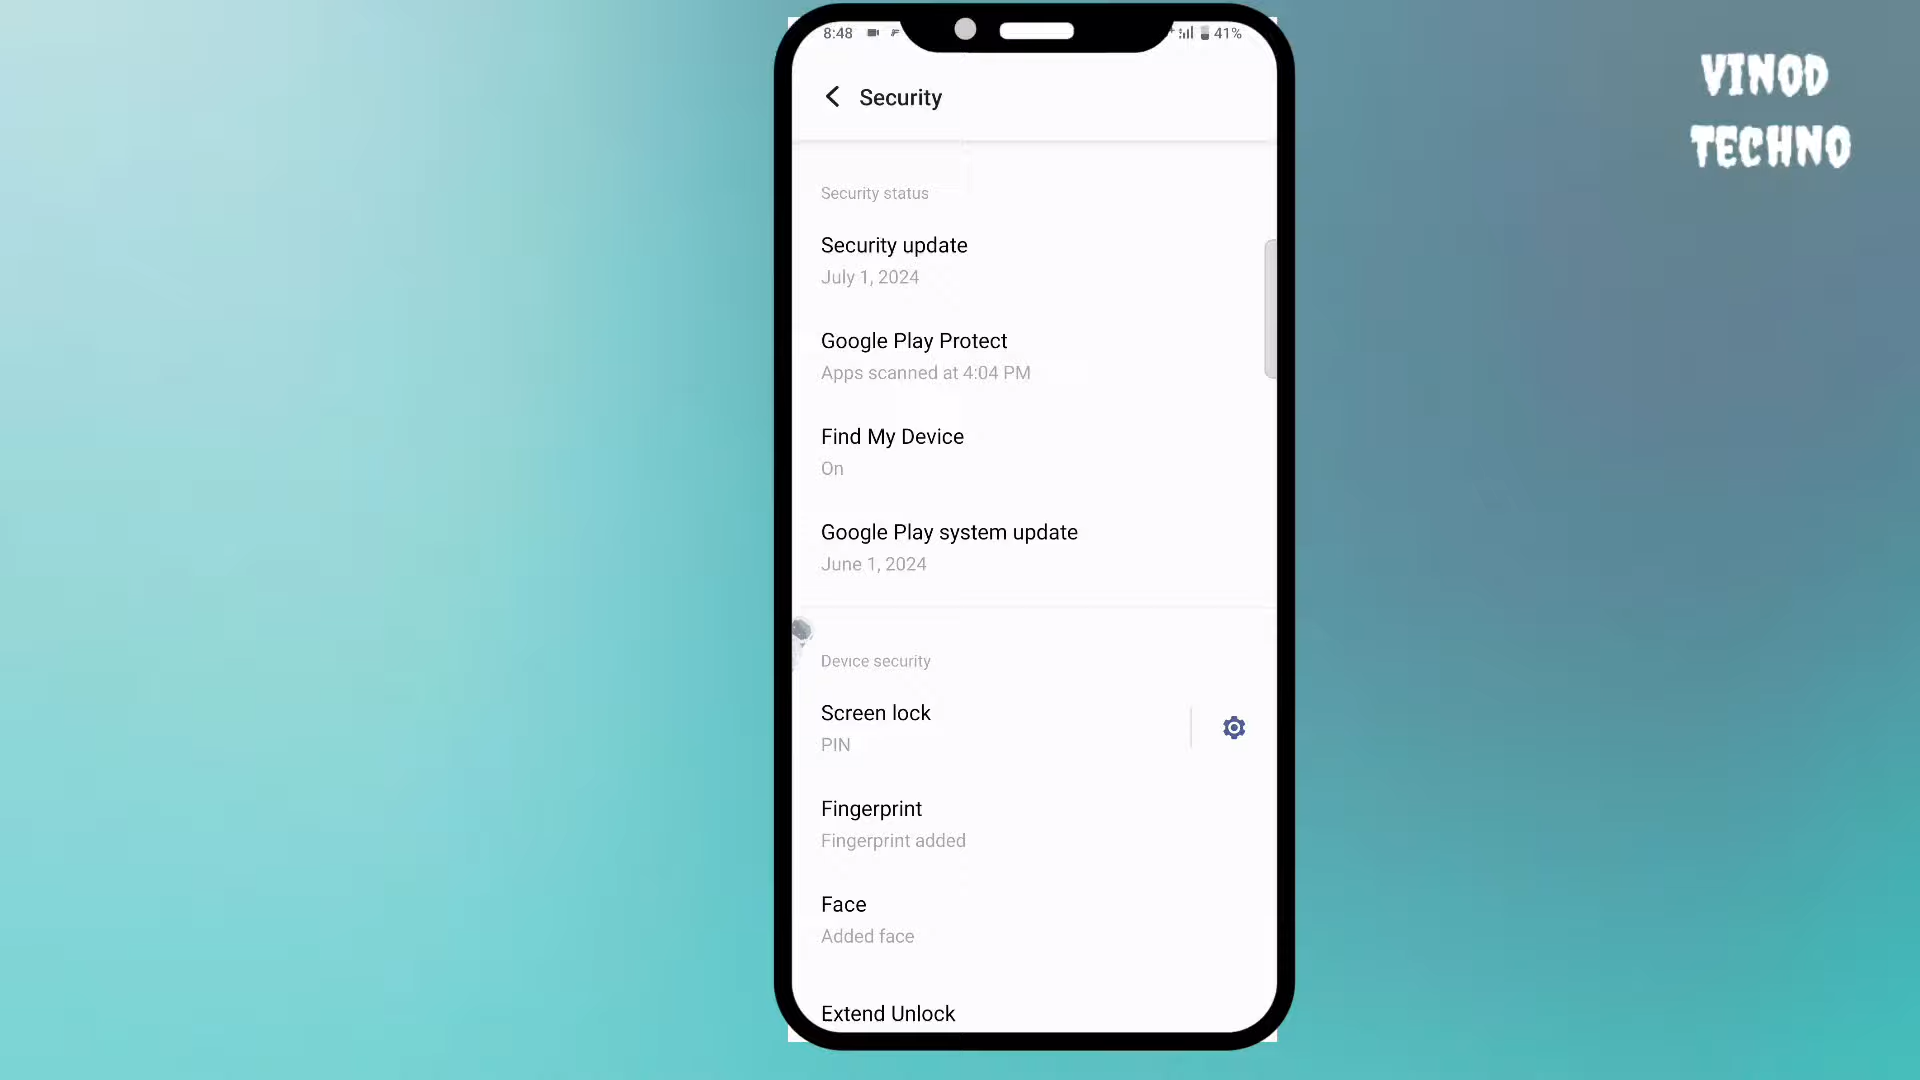 8:48
41%
VINOD
TECHNO
Security
Security status
Security update
July 1, 2024
Google Play Protect
Apps scanned at 4:04 PM
Find My Device
On
Google Play system update
June 1, 2024
Device security
Screen lock
PIN
Fingerprint
Fingerprint added
Face
Added face
Extend Unlock